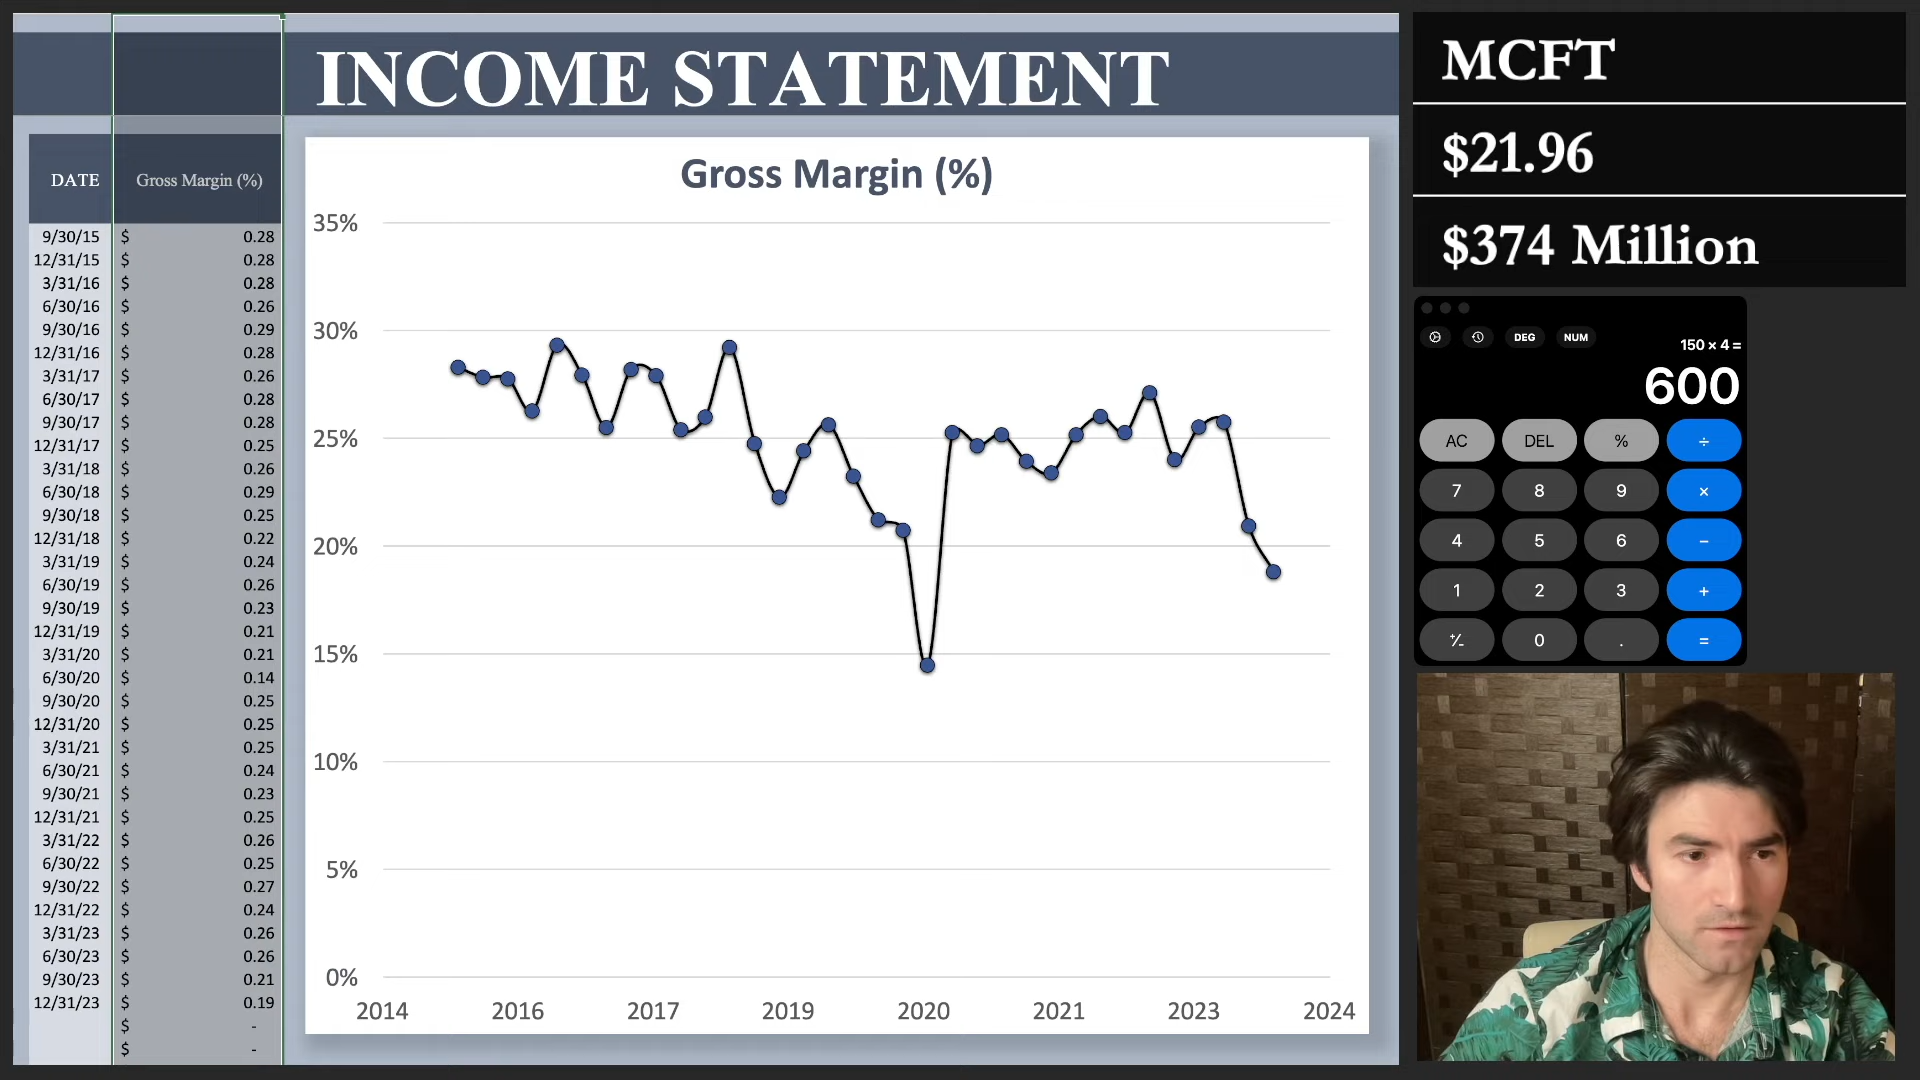 INCOME STATEMENT
DATE Gross Margin (%)
9/30/15 $ 0.28
12/31/15 $ 0.28
3/31/16 $ 0.28
6/30/16 $ 0.26
9/30/16 $ 0.29
12/31/16 $ 0.28
3/31/17 $ 0.26
6/30/17 $ 0.28
9/30/17 $ 0.28
12/31/17 $ 0.25
3/31/18 $ 0.26
6/30/18 $ 0.29
9/30/18 $ 0.25
12/31/18 $ 0.22
3/31/19 $ 0.24
6/30/19 $ 0.26
9/30/19 $ 0.23
12/31/19 $ 0.21
3/31/20 $ 0.21
6/30/20 $ 0.14
9/30/20 $ 0.25
12/31/20 $ 0.25
3/31/21 $ 0.25
6/30/21 $ 0.24
9/30/21 $ 0.23
12/31/21 $ 0.25
3/31/22 $ 0.26
6/30/22 $ 0.25
9/30/22 $ 0.27
12/31/22 $ 0.24
3/31/23 $ 0.26
6/30/23 $ 0.26
9/30/23 $ 0.21
12/31/23 $ 0.19
$ -
$ -
Gross Margin (%)
35%
30%
25%
20%
15%
10%
5%
0%
2014 2016 2017 2019 2020 2021 2023 2024
MCFT
$21.96
$374 Million
DEG NUM
150 × 4 =
600
AC DEL % ÷
7 8 9 ×
4 5 6 −
1 2 3 +
+/- 0 . =